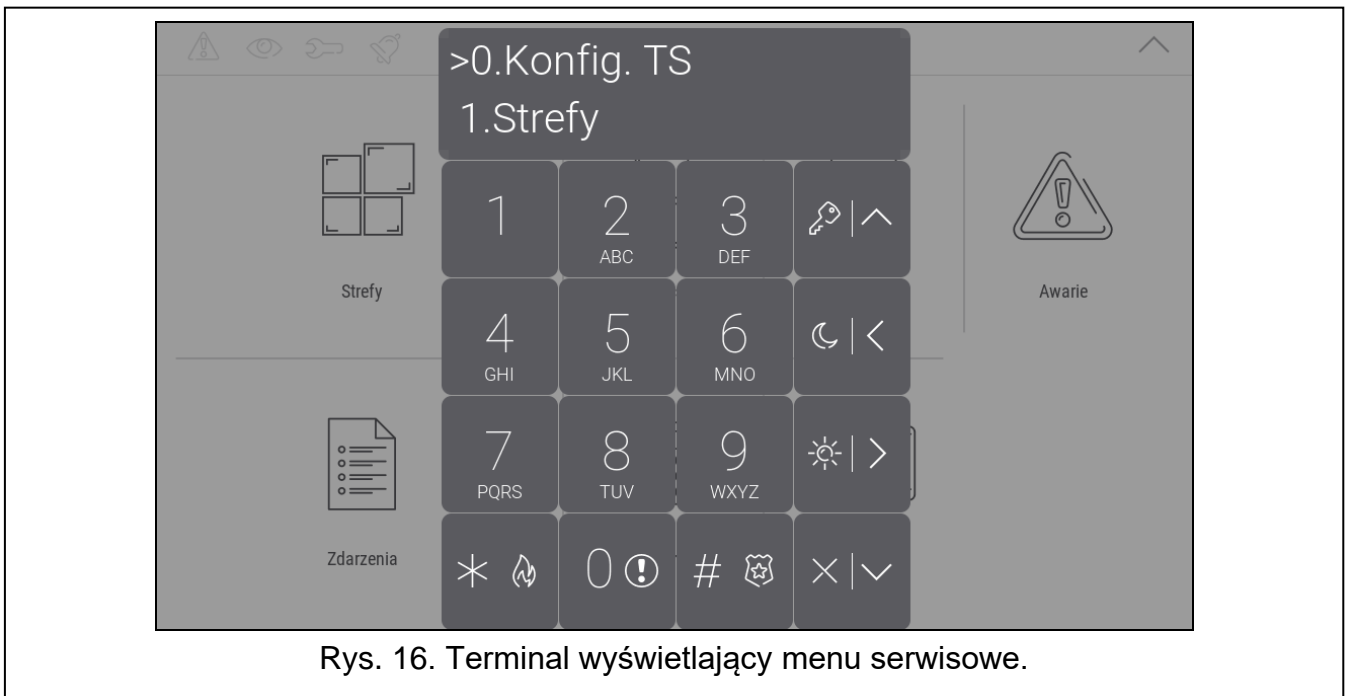 >0.Konfig. TS
1.Strefy
1
2
3
ABC
DEF
Strefy
Awarie
4
5
6
GHI
JKL
MNO
7
8
9
PQRS
TUV
WXYZ
Zdarzenia
* 0 #
Rys. 16. Terminal wyświetlający menu serwisowe.